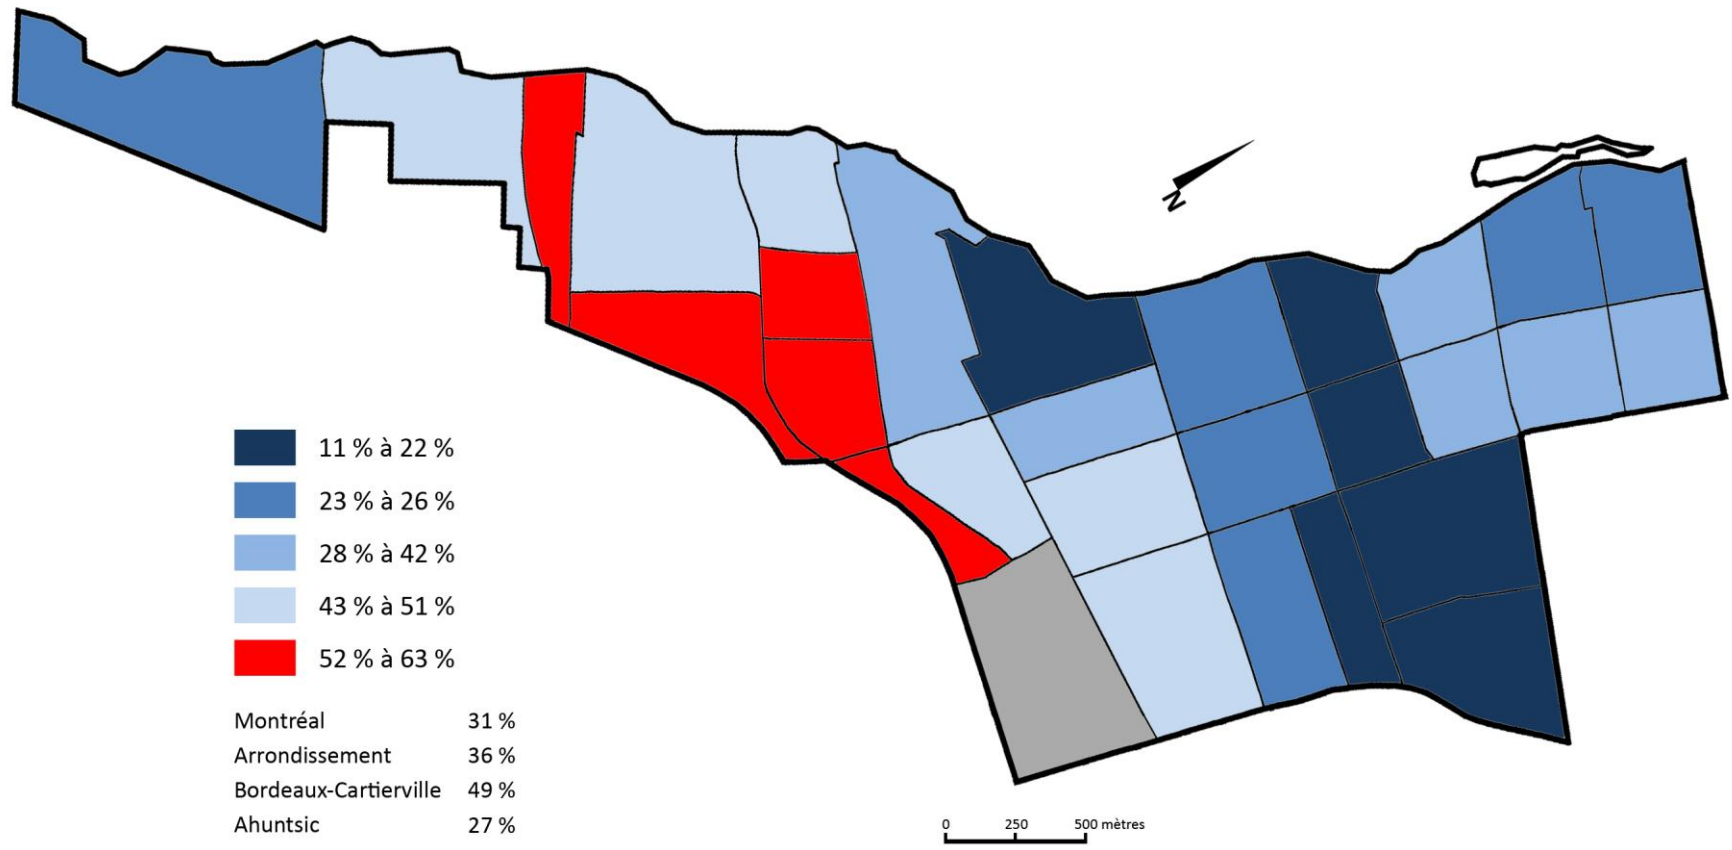 N
11 % à 22 %
23 % à 26 %
28 % à 42 %
43 % à 51 %
52 % à 63 %
Montréal 31 %
Arrondissement 36 %
Bordeaux-Cartierville 49 %
Ahuntsic 27 %
0 250 500 mètres